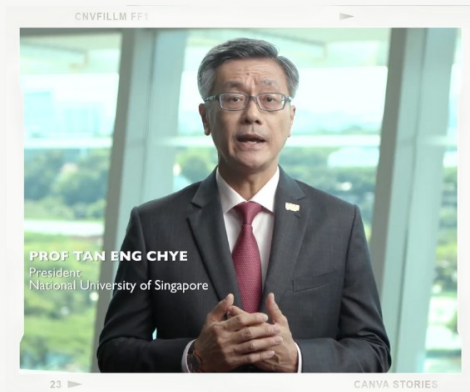 CNVFILLM FF1
PROF TAN ENG CHYE
President
National University of Singapore
23
CANVA STORIES